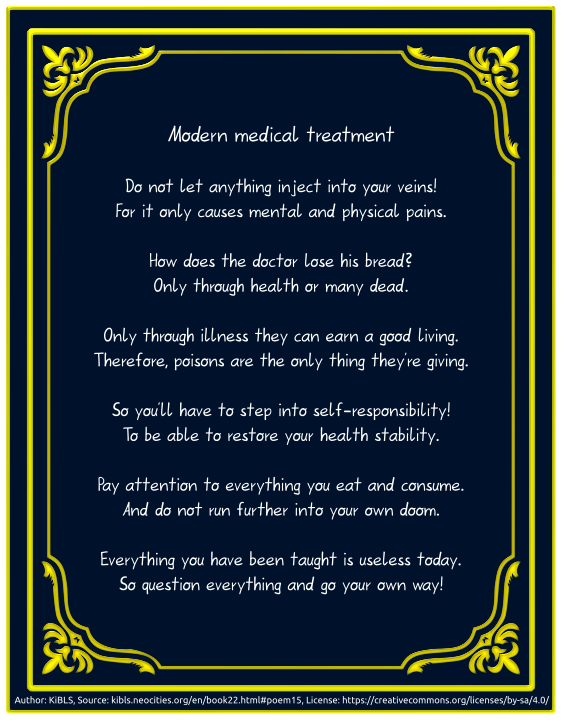 Modern medical treatment
Do not let anything inject into your veins!
For it only causes mental and physical pains.
How does the doctor lose his bread?
Only through health or many dead.
Only through illness they can earn a good living.
Therefore, poisons are the only thing they're giving.
So you'll have to step into self-responsibility!
To be able to restore your health stability.
Pay attention to everything you eat and consume.
And do not run further into your own doom.
Everything you have been taught is useless today.
So question everything and go your own way!
Author: KiBLS, Source: kibls.neocities.org/en/book22.html#poem15, License: https://creativecommons.org/licenses/by-sa/4.0/